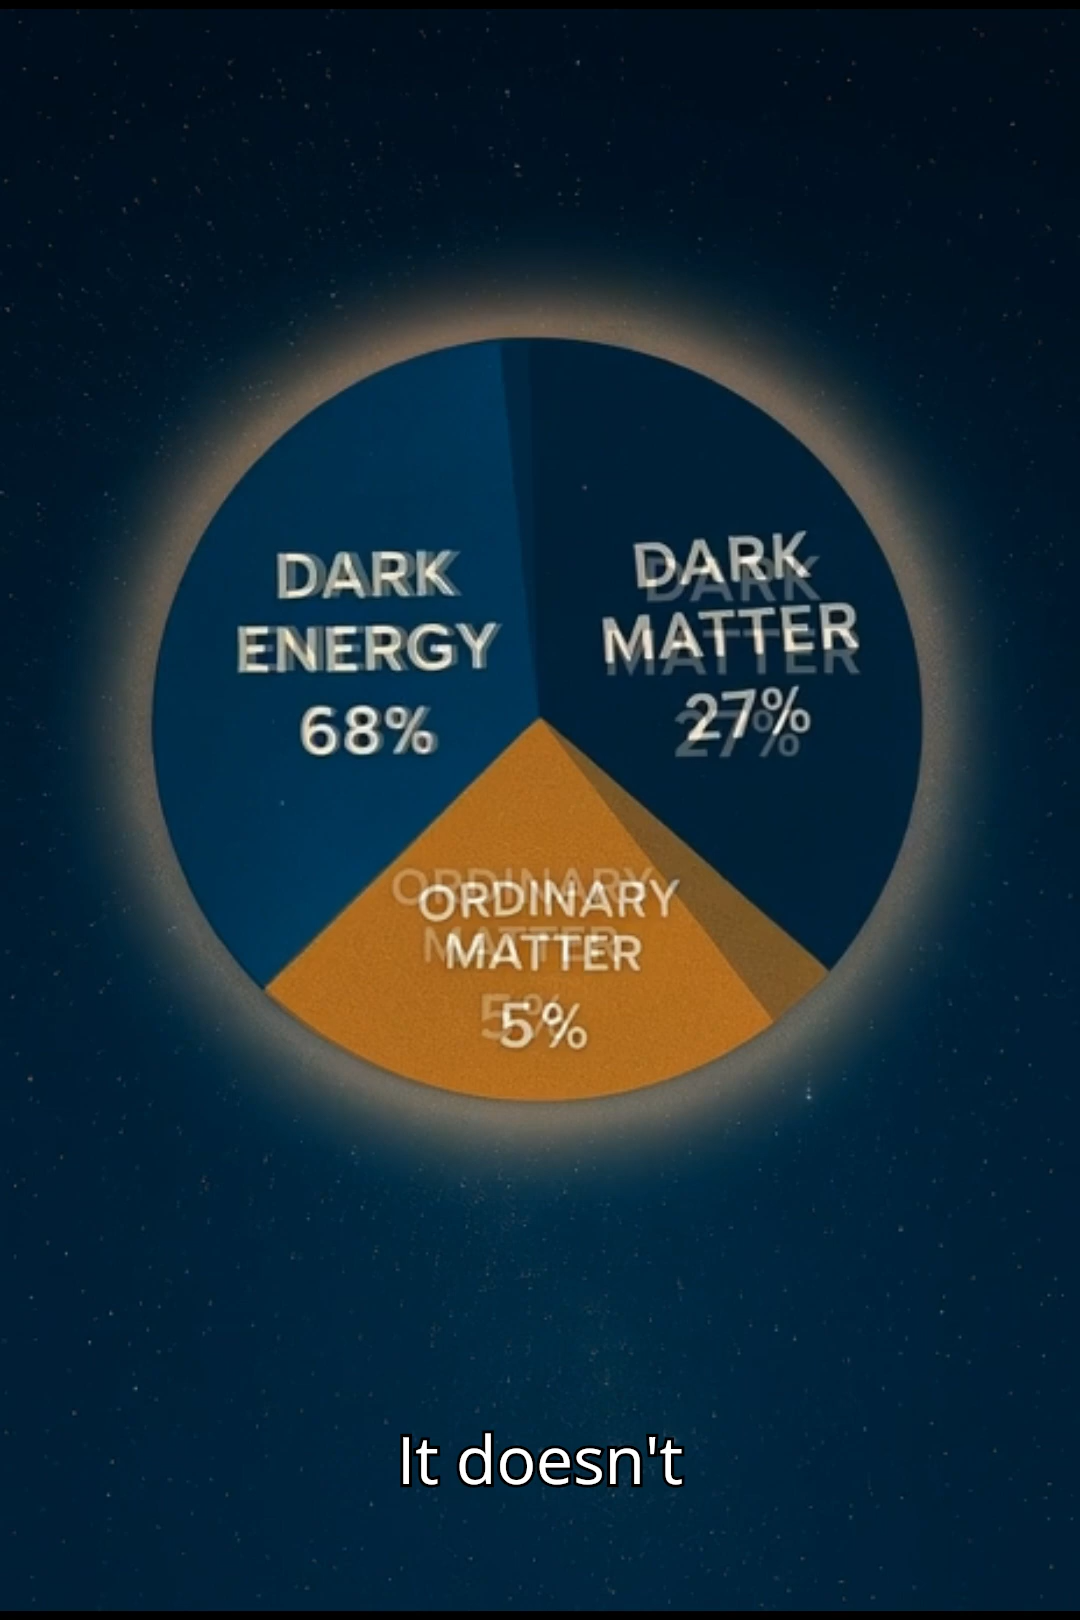 DARK
ENERGY
68%
DARK
MATTER
27%
ORDINARY
MATTER
5%
It doesn't